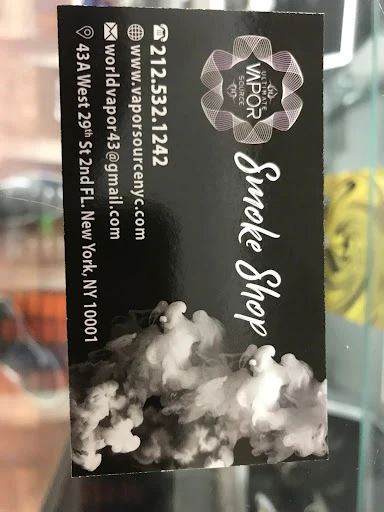 ULTIMATE
VAPOR
SOURCE
Smoke Shop
212.532.1242
www.vaporsourcenyc.com
worldvapor43@gmail.com
43A West 29th St 2nd FL. New York, NY 10001